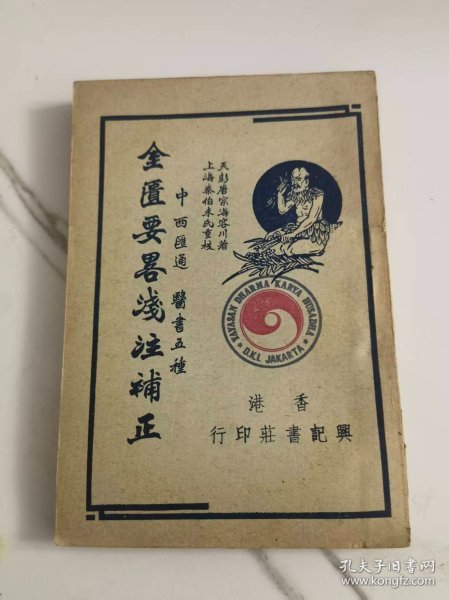 金匱要畧淺注補正
中西匯通 醫書五種
天彭唐宗海容川著
上海秦伯未氏重校
YAYASAN DHARMA KARYA HUSADHA
★ D.K.I. JAKARTA ★
香港
興記書莊印行
孔夫子旧书网
www.kongfz.com